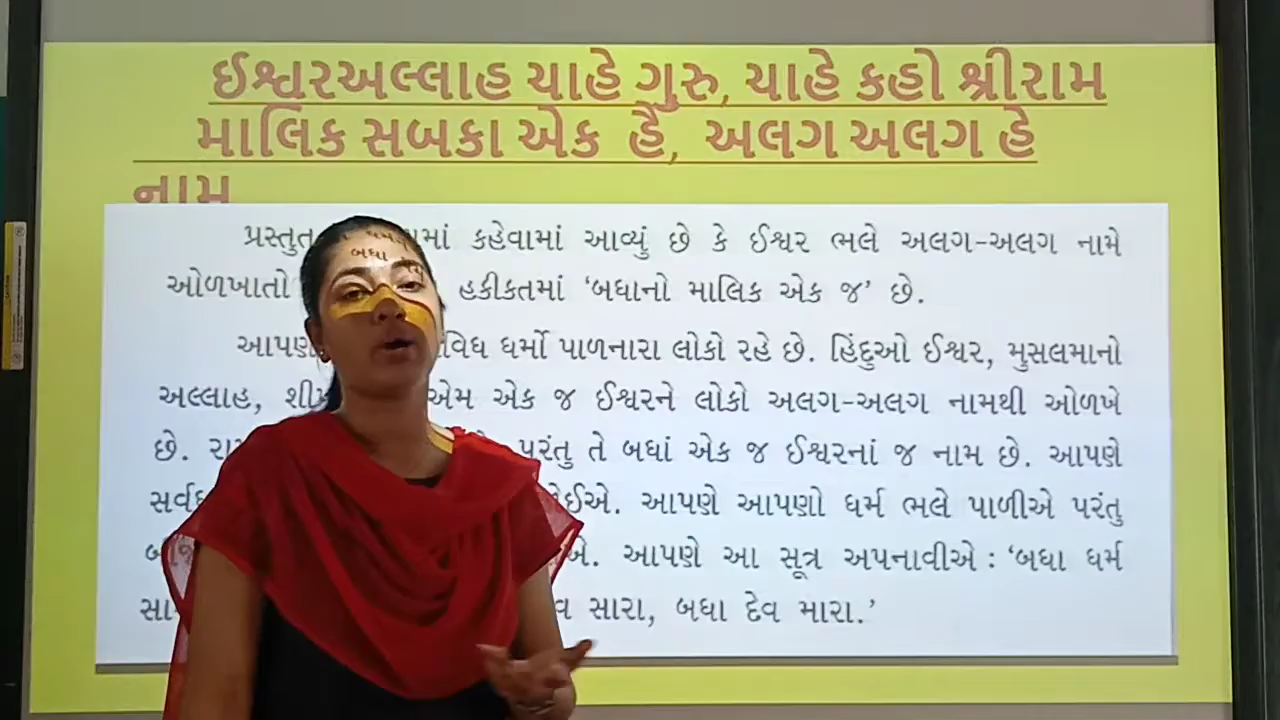 ઈશ્વરઅલ્લાહ ચાહે ગુરુ, ચાહે કહો શ્રીરામ
માલિક સબકા એક હૈ, અલગ અલગ હે
નામ
પ્રસ્તુત કહેવામાં આવ્યું છે કે ઈશ્વર ભલે અલગ-અલગ નામે
ઓળખાતો હકીકતમાં ‘બધાનો માલિક એક જ’ છે.
ધર્મો પાળનારા લોકો રહે છે. હિંદુઓ ઈશ્વર, મુસલમાનો
અલ્લાહ, એમ એક જ ઈશ્વરને લોકો અલગ-અલગ નામથી ઓળખે
છે. પરંતુ તે બધાં એક જ ઈશ્વરનાં જ નામ છે. આપણે
આપણે આપણો ધર્મ ભલે પાળીએ પરંતુ
આપણે આ સૂત્ર અપનાવીએ : ‘બધા ધર્મ
સારા, બધા દેવ મારા.’